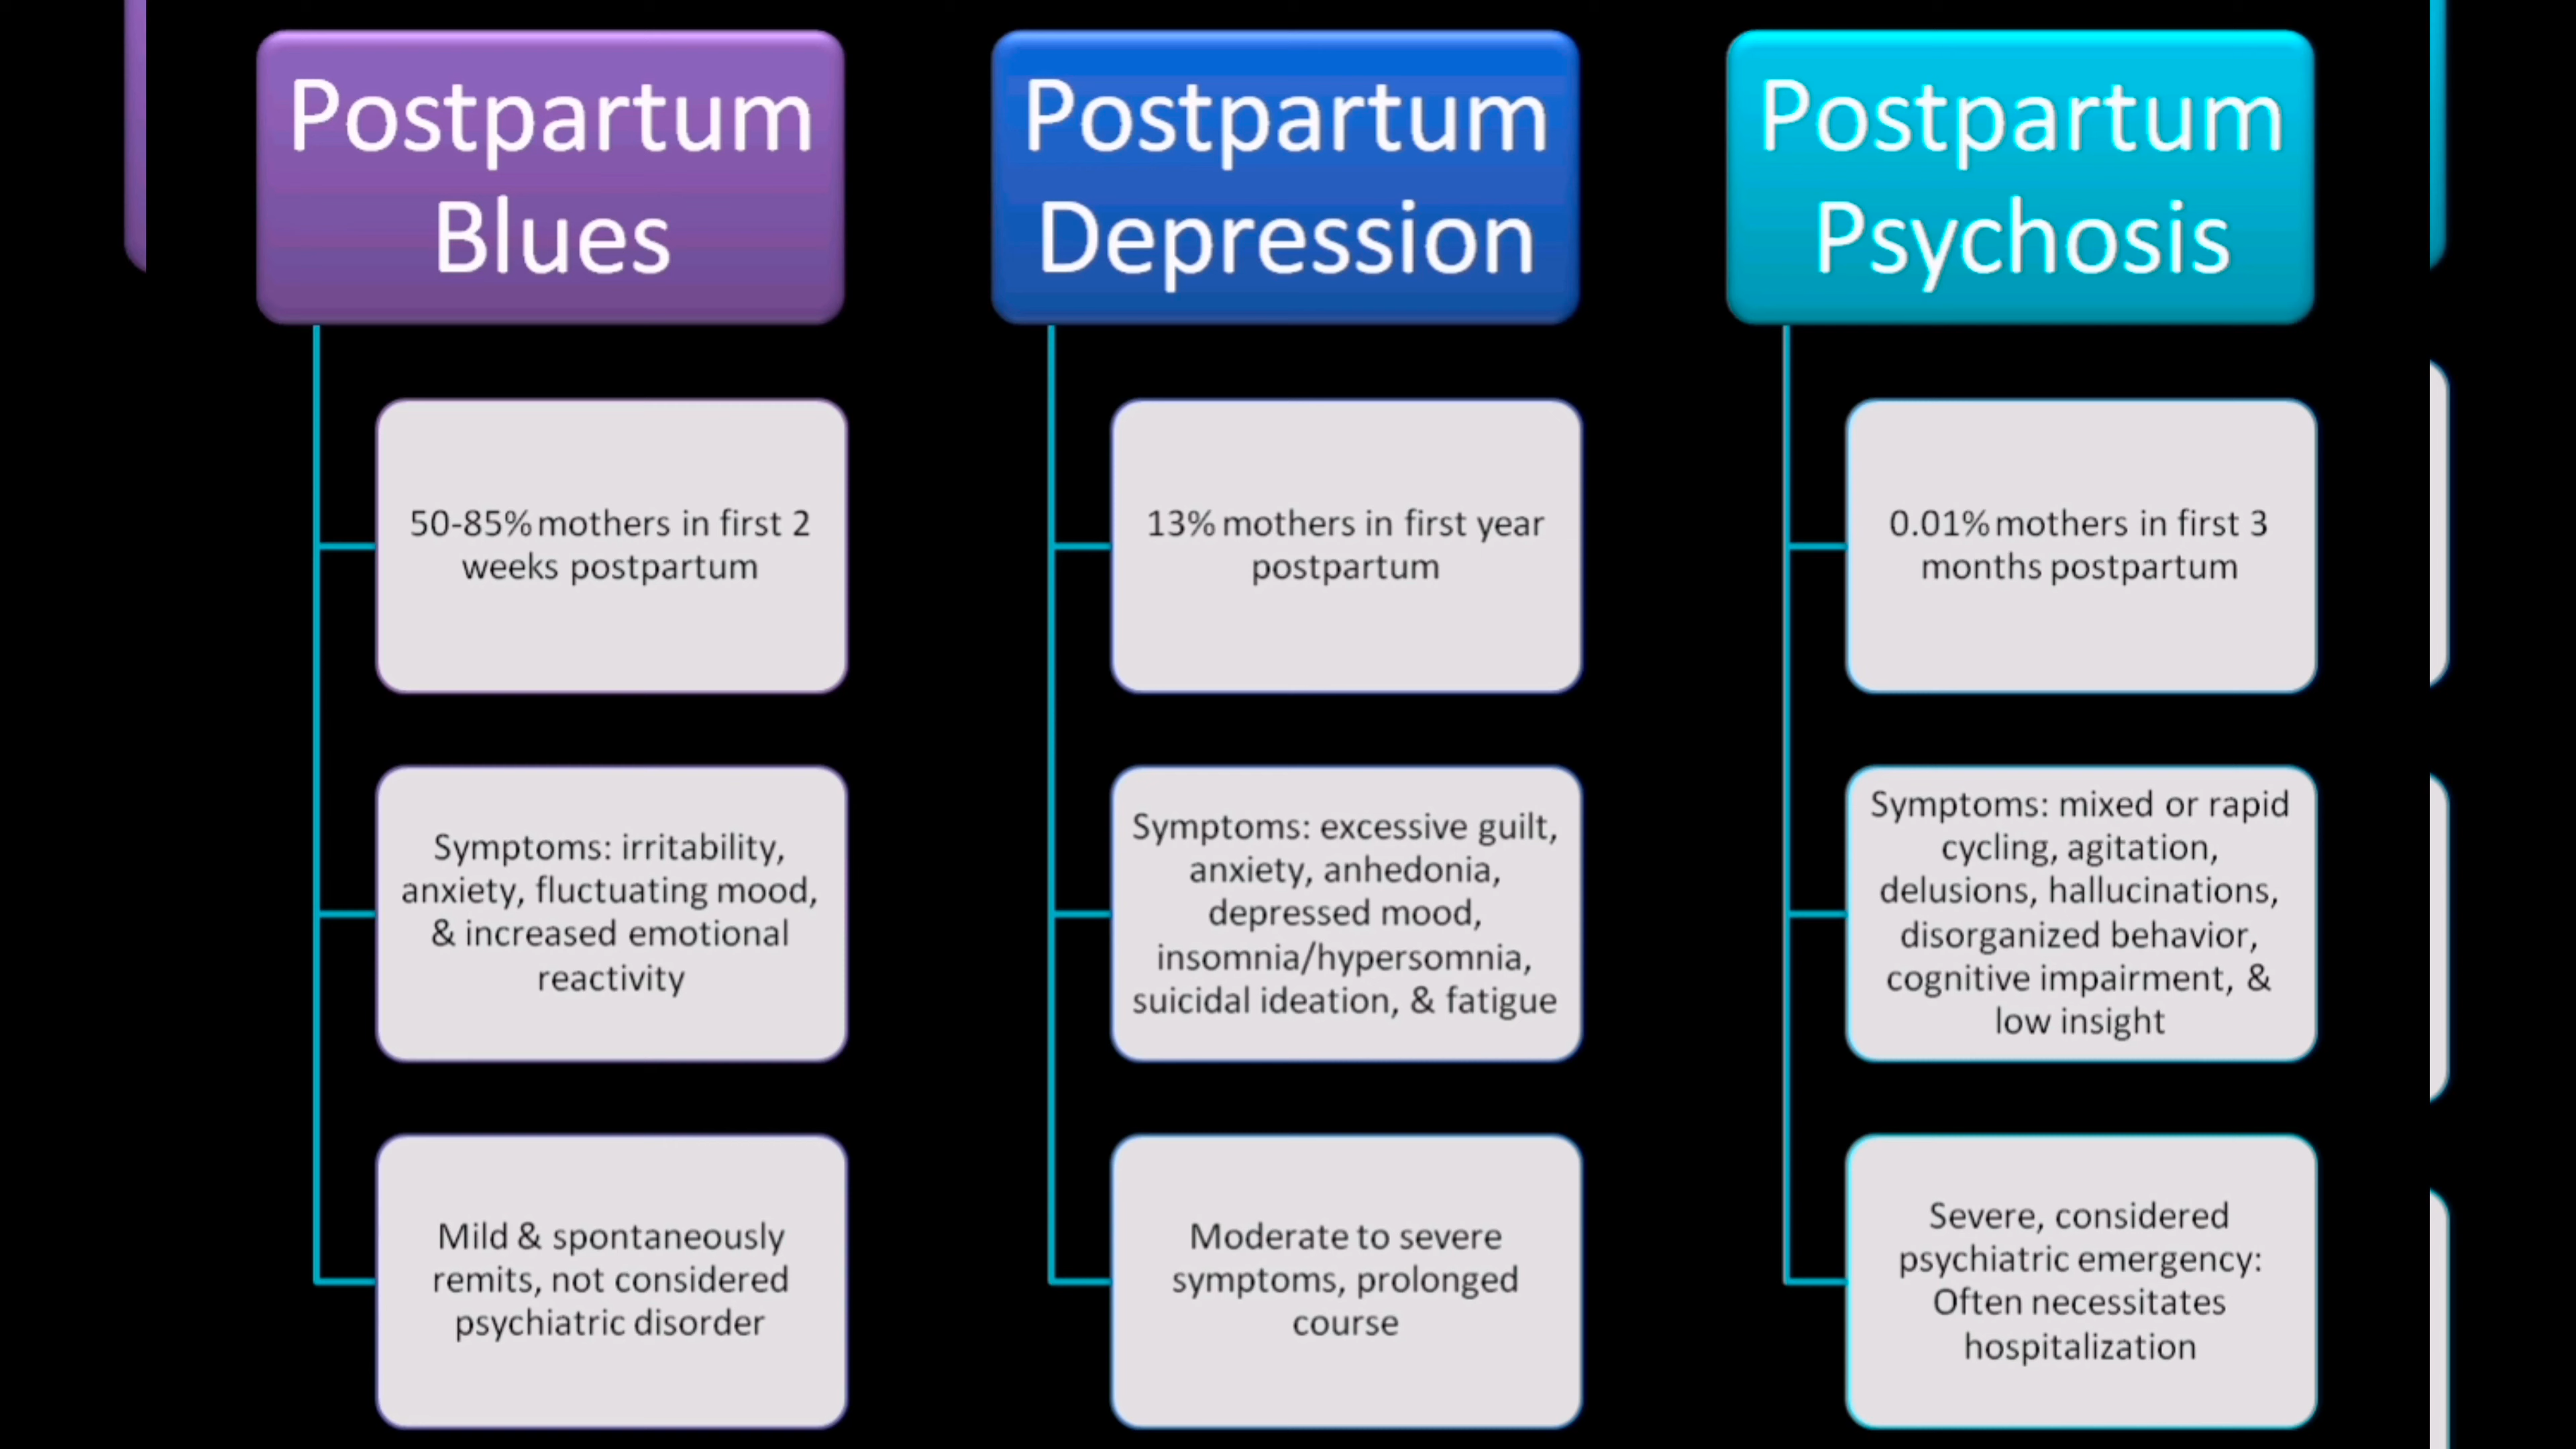 Postpartum
Blues
50-85% mothers in first 2
weeks postpartum
Symptoms: irritability,
anxiety, fluctuating mood,
& increased emotional
reactivity
Mild & spontaneously
remits, not considered
psychiatric disorder
Postpartum
Depression
13% mothers in first year
postpartum
Symptoms: excessive guilt,
anxiety, anhedonia,
depressed mood,
insomnia/hypersomnia,
suicidal ideation, & fatigue
Moderate to severe
symptoms, prolonged
course
Postpartum
Psychosis
0.01% mothers in first 3
months postpartum
Symptoms: mixed or rapid
cycling, agitation,
delusions, hallucinations,
disorganized behavior,
cognitive impairment, &
low insight
Severe, considered
psychiatric emergency:
Often necessitates
hospitalization